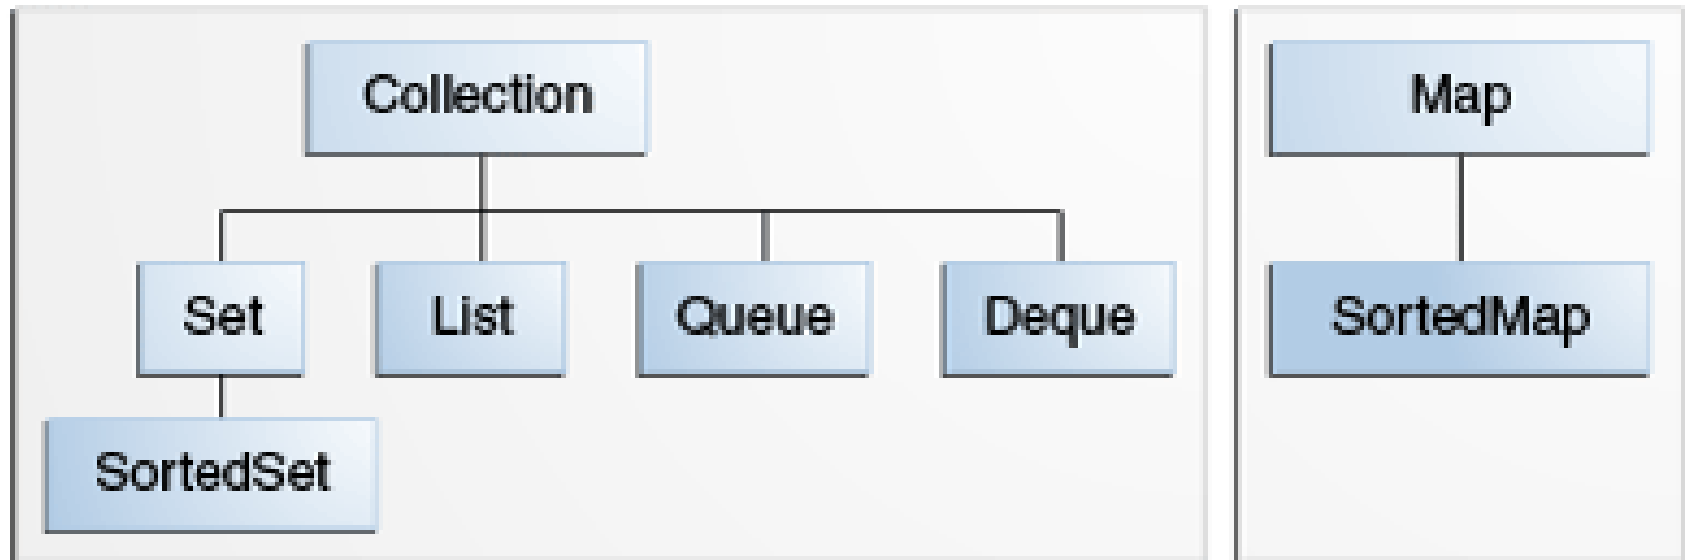 Collection
Map
Set
List
Queue
Deque
SortedMap
SortedSet